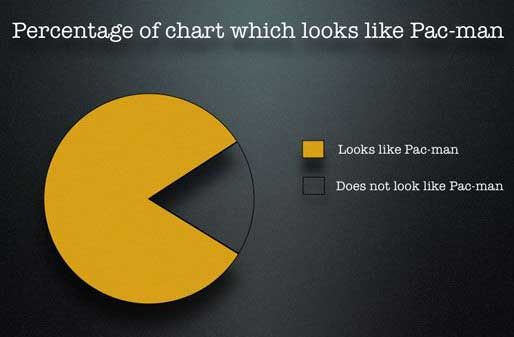 Percentage of chart which looks like Pac-man
Looks like Pac-man
Does not look like Pac-man